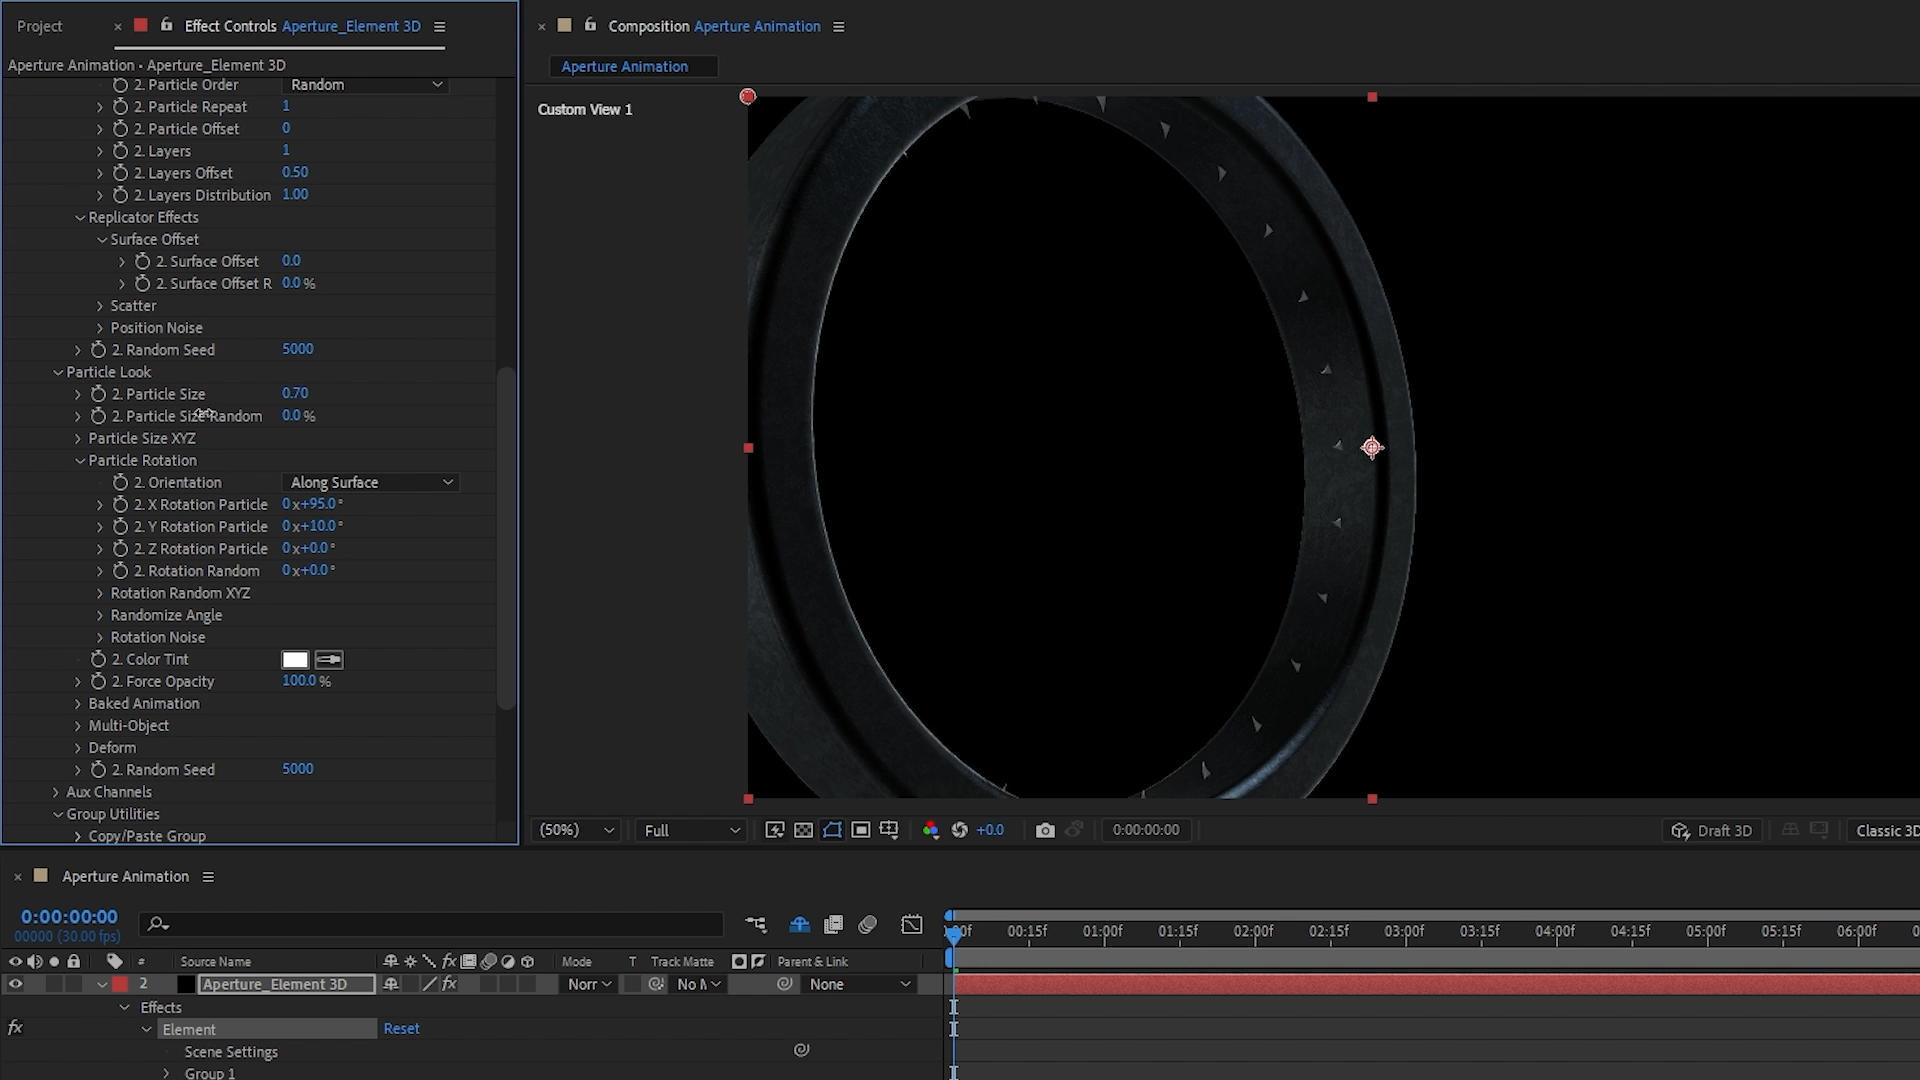 Project
× Effect Controls Aperture_Element 3D
Aperture Animation • Aperture_Element 3D
2. Particle Order Random
2. Particle Repeat 1
2. Particle Offset 0
2. Layers 1
2. Layers Offset 0.50
2. Layers Distribution 1.00
Replicator Effects
Surface Offset
2. Surface Offset 0.0
2. Surface Offset R 0.0 %
Scatter
Position Noise
2. Random Seed 5000
Particle Look
2. Particle Size 0.70
2. Particle Size Random 0.0 %
Particle Size XYZ
Particle Rotation
2. Orientation Along Surface
2. X Rotation Particle 0x+95.0°
2. Y Rotation Particle 0x+10.0°
2. Z Rotation Particle 0x+0.0°
2. Rotation Random 0x+0.0°
Rotation Random XYZ
Randomize Angle
Rotation Noise
2. Color Tint
2. Force Opacity 100.0 %
Baked Animation
Multi-Object
Deform
2. Random Seed 5000
Aux Channels
Group Utilities
Copy/Paste Group
× Composition Aperture Animation
Aperture Animation
Custom View 1
(50%) Full +0.0 0:00:00:00 Draft 3D Classic 3D
× Aperture Animation
0:00:00:00
00000 (30.00 fps)
00f 00:15f 01:00f 01:15f 02:00f 02:15f 03:00f 03:15f 04:00f 04:15f 05:00f 05:15f 06:00f 0
# Source Name fx Mode T Track Matte Parent & Link
2 Aperture_Element 3D fx Norr No M None
Effects
fx Element Reset
Scene Settings
Group 1